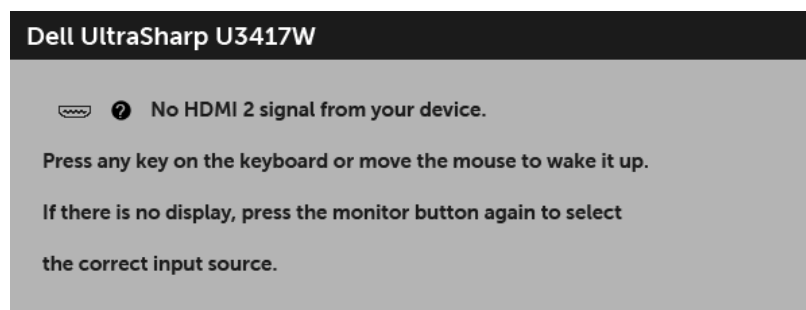 Dell UltraSharp U3417W
No HDMI 2 signal from your device.
Press any key on the keyboard or move the mouse to wake it up.
If there is no display, press the monitor button again to select
the correct input source.